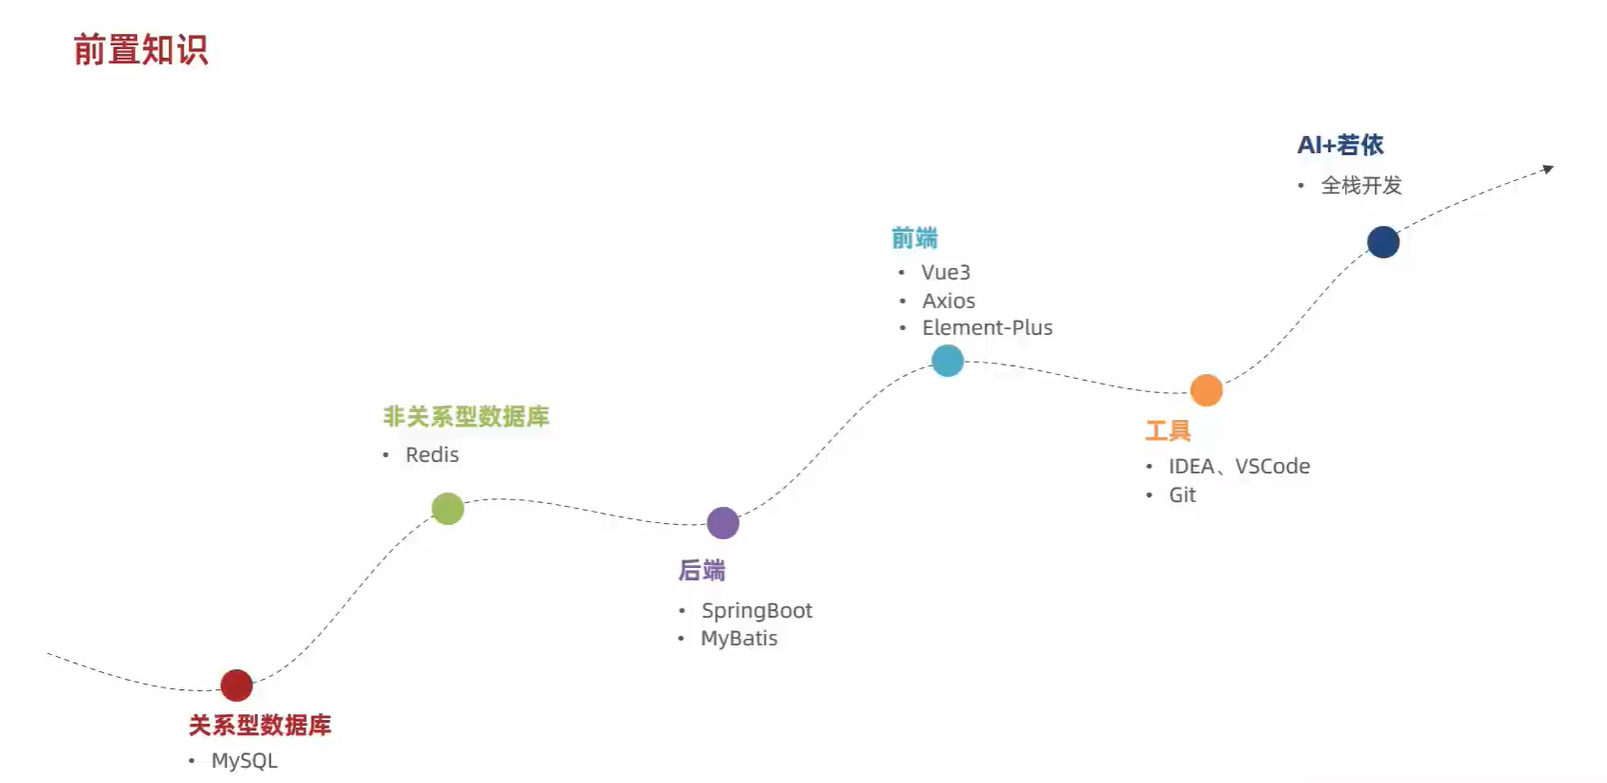 前置知识
关系型数据库
• MySQL
非关系型数据库
• Redis
后端
• SpringBoot
• MyBatis
前端
• Vue3
• Axios
• Element-Plus
工具
• IDEA、VSCode
• Git
AI+若依
• 全栈开发